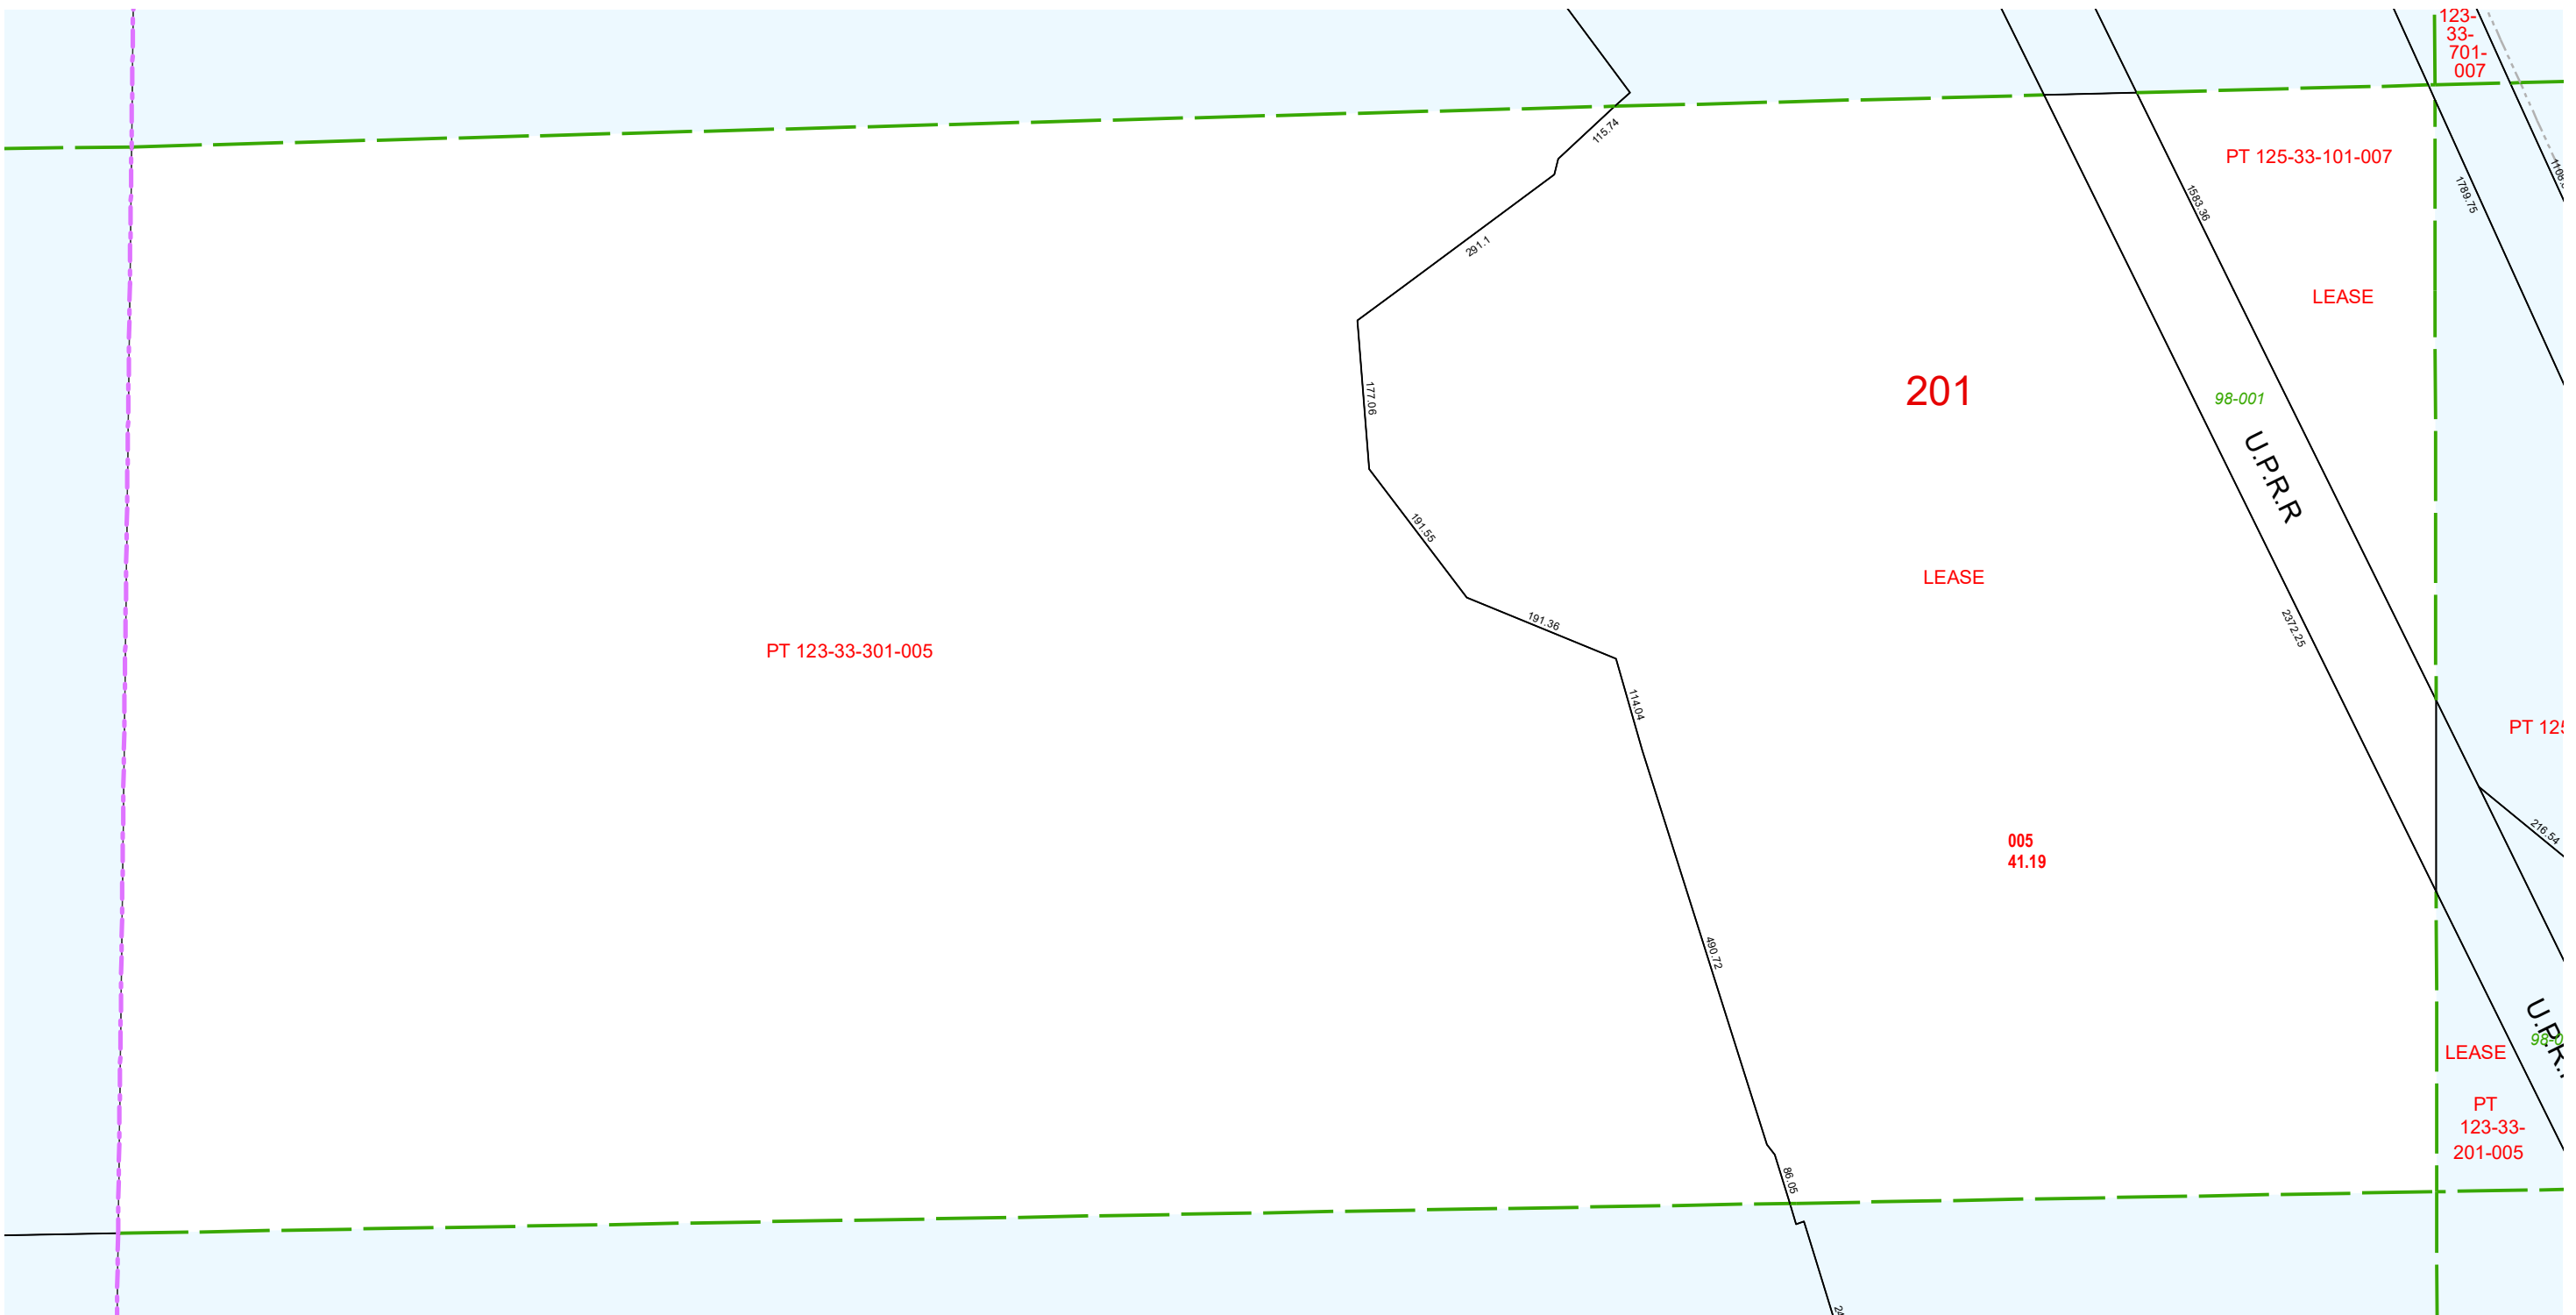 123-
33-
701-
007
115.74
PT 125-33-101-007
1583.36
1789.75
291.1
LEASE
177.06
201
98-001
U.P.R.R
191.55
LEASE
191.36
2372.25
PT 123-33-301-005
114.04
PT 125
005
41.19
216.54
490.72
LEASE
PT
123-33-
201-005
86.05